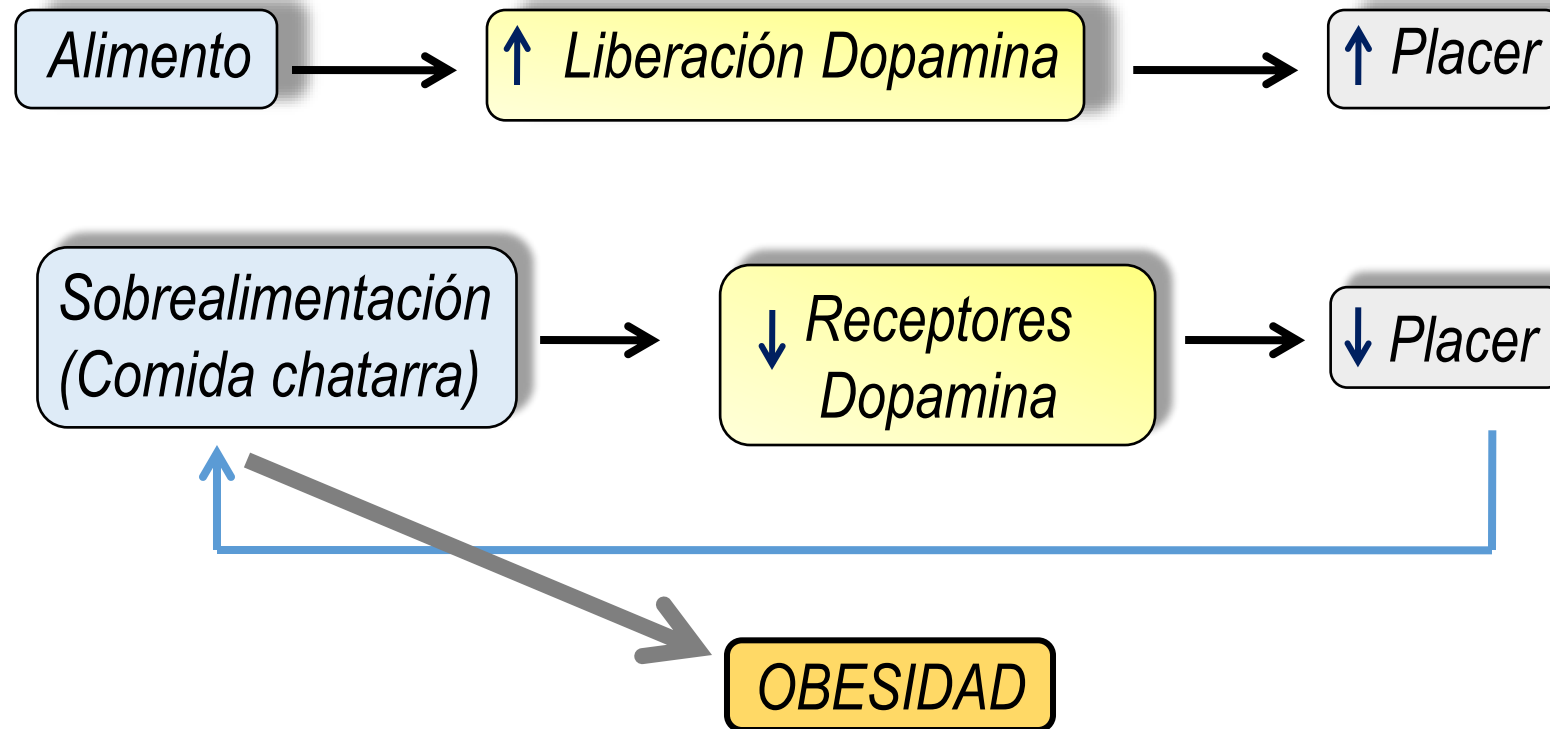 Alimento
↑ Liberación Dopamina
↑ Placer
Sobrealimentación
(Comida chatarra)
↓ Receptores
Dopamina
↓ Placer
OBESIDAD